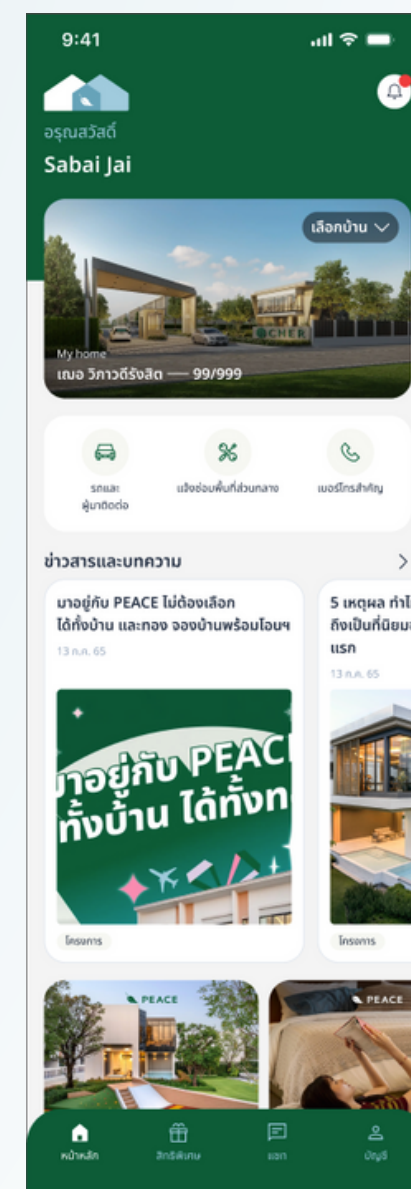 9:41
อรุณสวัสดิ์
Sabai Jai
เลือกบ้าน
CHER
My home
เฌอ วิภาวดีรังสิต — 99/999
รถและ
ผู้มาติดต่อ
แจ้งซ่อมพื้นที่ส่วนกลาง
เบอร์โทรสำคัญ
ข่าวสารและบทความ
มาอยู่กับ PEACE ไม่ต้องเลือก
ได้ทั้งบ้าน และทอง จองบ้านพร้อมโอนฯ
13 ก.ค. 65
มาอยู่กับ PEAC
ทั้งบ้าน ได้ทั้งท
โครงการ
5 เหตุผล ทำไ
ถึงเป็นที่นิยม
แรก
13 ก.ค. 65
โครงการ
PEACE
PEACE
หน้าหลัก
สิทธิพิเศษ
แชท
บัญชี